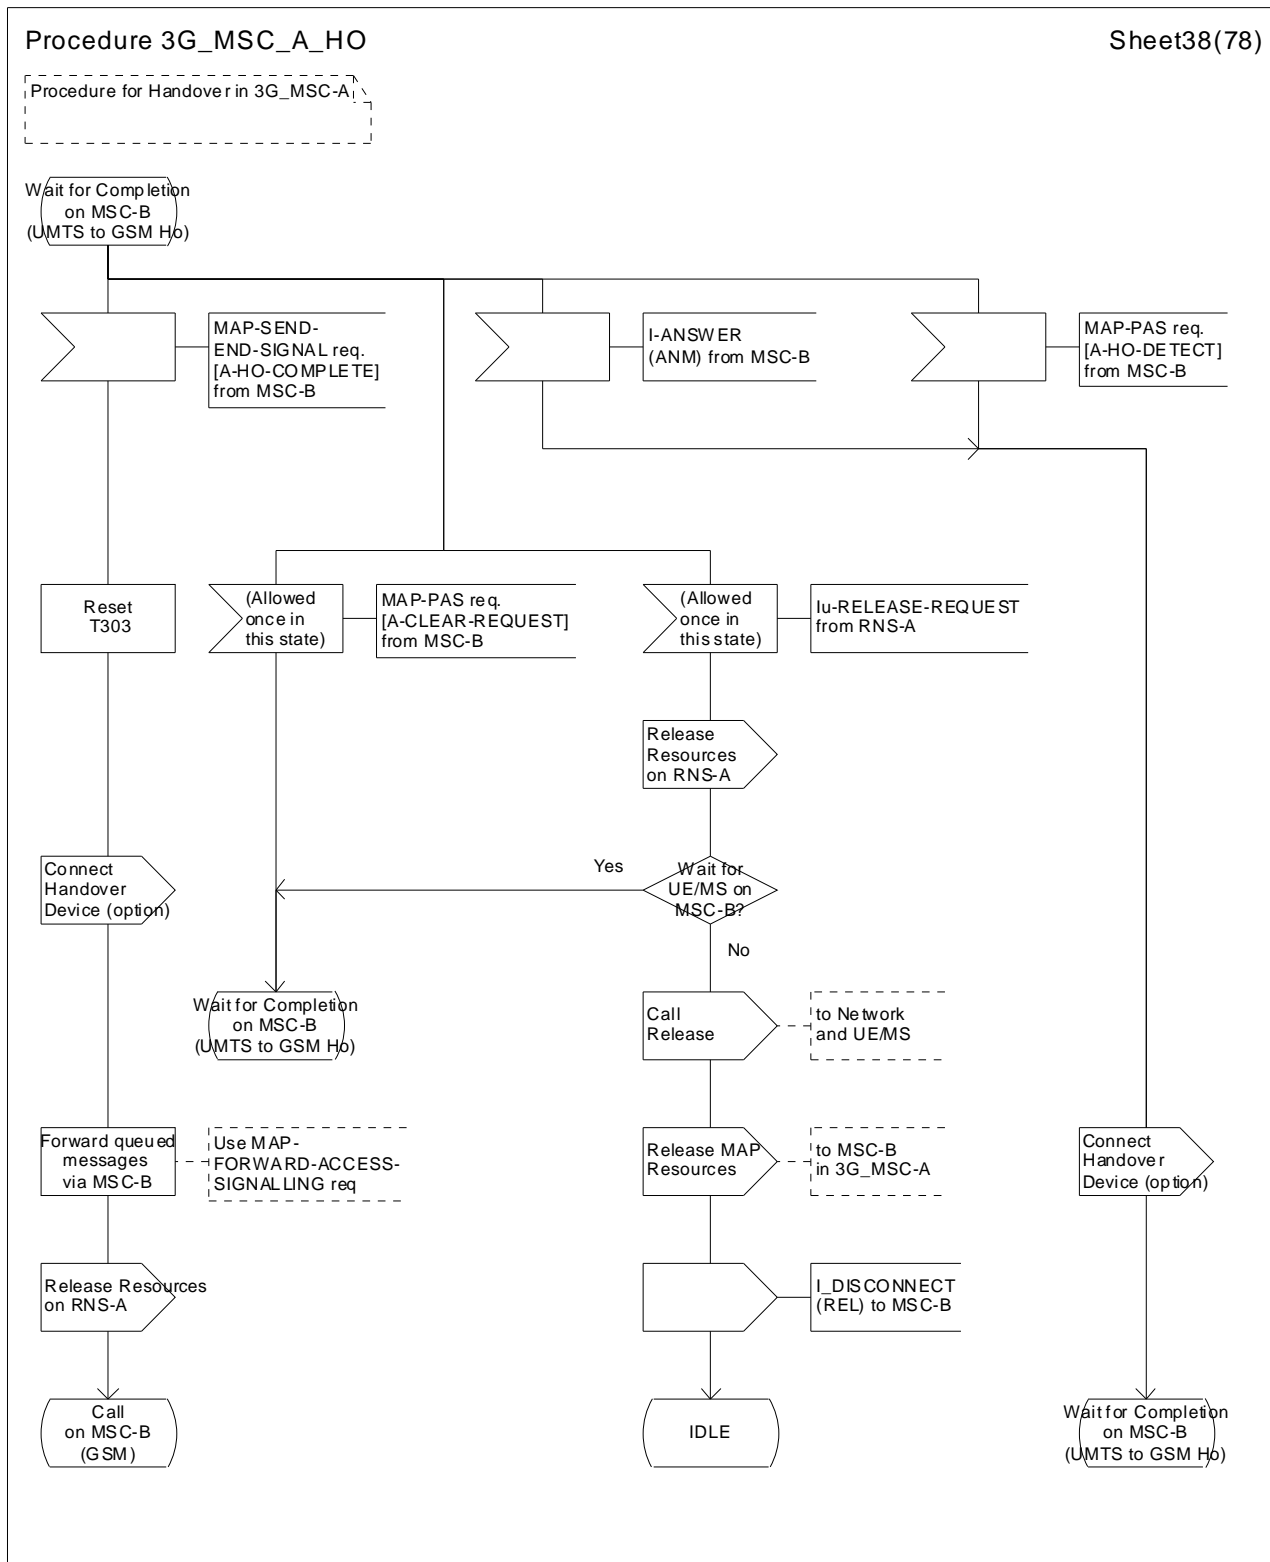 Procedure 3G_MSC_A_HO
Sheet38(78)
Procedure for Handover in 3G_MSC-A
Wait for Completion
on MSC-B
(UMTS to GSM Ho)
MAP-SEND-
END-SIGNAL req.
[A-HO-COMPLETE]
from MSC-B
I-ANSWER
(ANM) from MSC-B
MAP-PAS req.
[A-HO-DETECT]
from MSC-B
Reset
T303
(Allowed
once in
this state)
MAP-PAS req.
[A-CLEAR-REQUEST]
from MSC-B
(Allowed
once in
this state)
Iu-RELEASE-REQUEST
from RNS-A
Release
Resources
on RNS-A
Connect
Handover
Device (option)
Yes
Wait for
UE/MS on
MSC-B?
No
Wait for Completion
on MSC-B
(UMTS to GSM Ho)
Call
Release
to Network
and UE/MS
Forward queued
messages
via MSC-B
Use MAP-
FORWARD-ACCESS-
SIGNALLING req
Release MAP
Resources
to MSC-B
in 3G_MSC-A
Connect
Handover
Device (option)
Release Resources
on RNS-A
I_DISCONNECT
(REL) to MSC-B
Call
on MSC-B
(GSM)
IDLE
Wait for Completion
on MSC-B
(UMTS to GSM Ho)